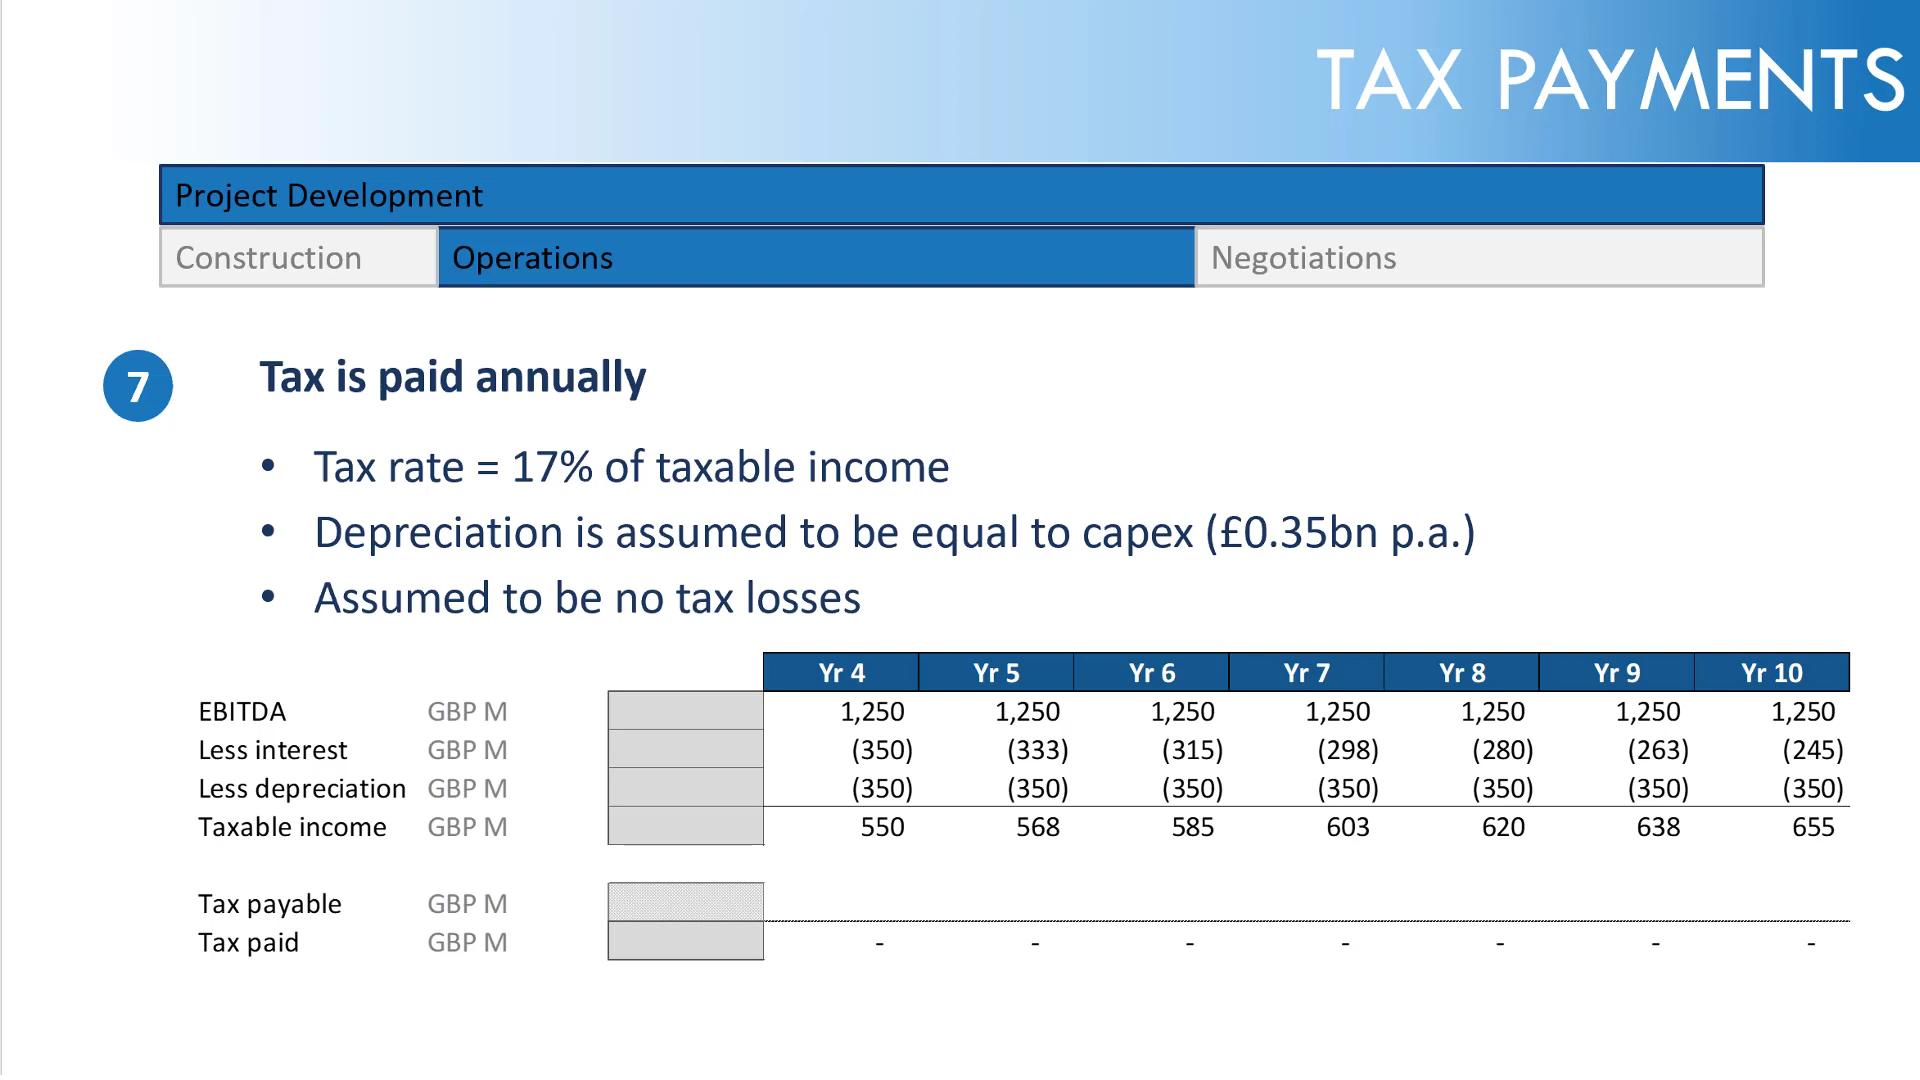 TAX PAYMENTS
Project Development
Construction Operations Negotiations
7 Tax is paid annually
• Tax rate = 17% of taxable income
• Depreciation is assumed to be equal to capex (£0.35bn p.a.)
• Assumed to be no tax losses
Yr 4 Yr 5 Yr 6 Yr 7 Yr 8 Yr 9 Yr 10
EBITDA GBP M 1,250 1,250 1,250 1,250 1,250 1,250 1,250
Less interest GBP M (350) (333) (315) (298) (280) (263) (245)
Less depreciation GBP M (350) (350) (350) (350) (350) (350) (350)
Taxable income GBP M 550 568 585 603 620 638 655
Tax payable GBP M
Tax paid GBP M - - - - - - -